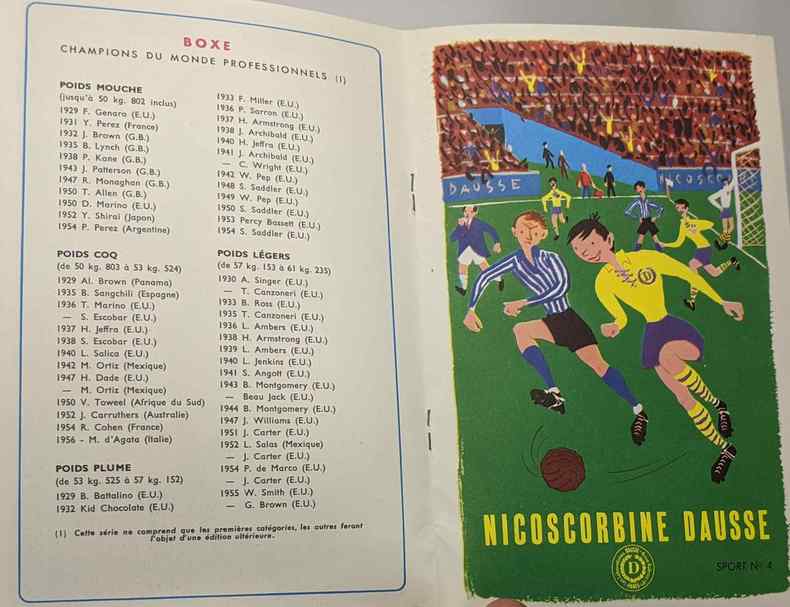 BOXE
CHAMPIONS DU MONDE PROFESSIONNELS (1)
POIDS MOUCHE
(jusqu'à 50 kg. 802 inclus)
1929 F. Genaro (E.U.)
1931 Y. Perez (France)
1932 J. Brown (G.B.)
1935 B. Lynch (G.B.)
1938 P. Kane (G.B.)
1943 J. Patterson (G.B.)
1947 R. Monaghan (G.B.)
1950 T. Allen (G.B.)
1950 D. Marino (E.U.)
1952 Y. Shirai (Japon)
1954 P. Perez (Argentine)
POIDS COQ
(de 50 kg. 803 à 53 kg. 524)
1929 Al. Brown (Panama)
1935 B. Sangchili (Espagne)
1936 T. Marino (E.U.)
— S. Escobar (E.U.)
1937 H. Jeffra (E.U.)
1938 S. Escobar (E.U.)
1940 L. Salica (E.U.)
1942 M. Ortiz (Mexique)
1947 H. Dade (E.U.)
— M. Ortiz (Mexique)
1950 V. Toweel (Afrique du Sud)
1952 J. Carruthers (Australie)
1954 R. Cohen (France)
1956 - M. d'Agata (Italie)
POIDS PLUME
(de 53 kg. 525 à 57 kg. 152)
1929 B. Battalino (E.U.)
1932 Kid Chocolate (E.U.)
1933 F. Miller (E.U.)
1936 P. Sarron (E.U.)
1937 H. Armstrong (E.U.)
1938 J. Archibald (E.U.)
1940 H. Jeffra (E.U.)
1941 J. Archibald (E.U.)
— C. Wright (E.U.)
1942 W. Pep (E.U.)
1948 S. Saddler (E.U.)
1949 W. Pep (E.U.)
1950 S. Saddler (E.U.)
1953 Percy Bassett (E.U.)
1954 S. Saddler (E.U.)
POIDS LÉGERS
(de 57 kg. 153 à 61 kg. 235)
1930 A. Singer (E.U.)
— T. Canzoneri (E.U.)
1933 B. Ross (E.U.)
1935 T. Canzoneri (E.U.)
1936 L. Ambers (E.U.)
1938 H. Armstrong (E.U.)
1939 L. Ambers (E.U.)
1940 L. Jenkins (E.U.)
1941 S. Angott (E.U.)
1943 B. Montgomery (E.U.)
— Beau Jack (E.U.)
1944 B. Montgomery (E.U.)
1947 J. Williams (E.U.)
1951 J. Carter (E.U.)
1952 L. Salas (Mexique)
— J. Carter (E.U.)
1954 P. de Marco (E.U.)
— J. Carter (E.U.)
1955 W. Smith (E.U.)
— G. Brown (E.U.)
(1) Cette série ne comprend que les premières catégories, les autres feront
l'objet d'une édition ultérieure.
DAUSSE
NICOSCORB
D
NICOSCORBINE DAUSSE
D
SPORT No 4